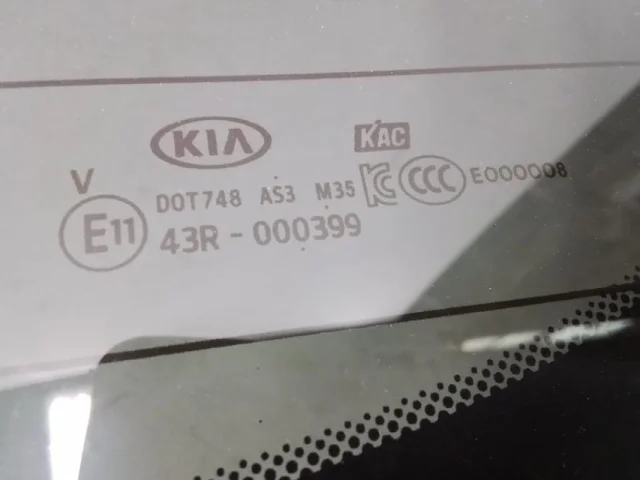 KIA KAC
V DOT748 AS3 M35 KC CCC E000008
E11 43R - 000399